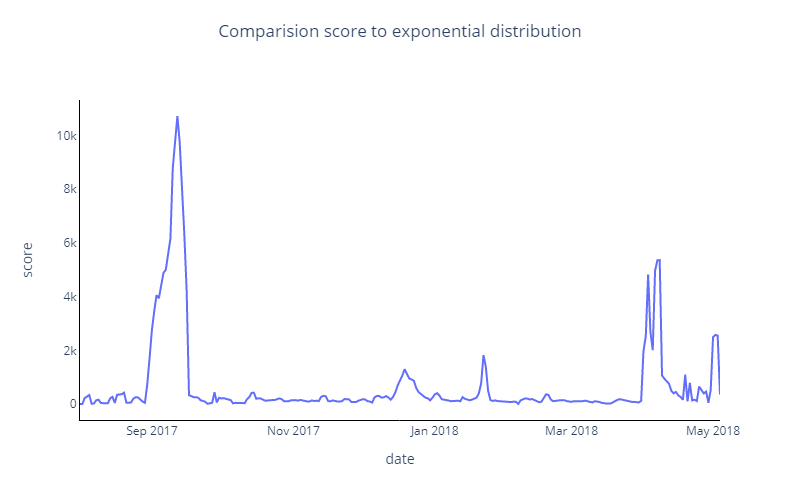 Comparision score to exponential distribution
10k
8k
6k
4k
2k
0
score
Sep 2017
Nov 2017
Jan 2018
Mar 2018
May 2018
date